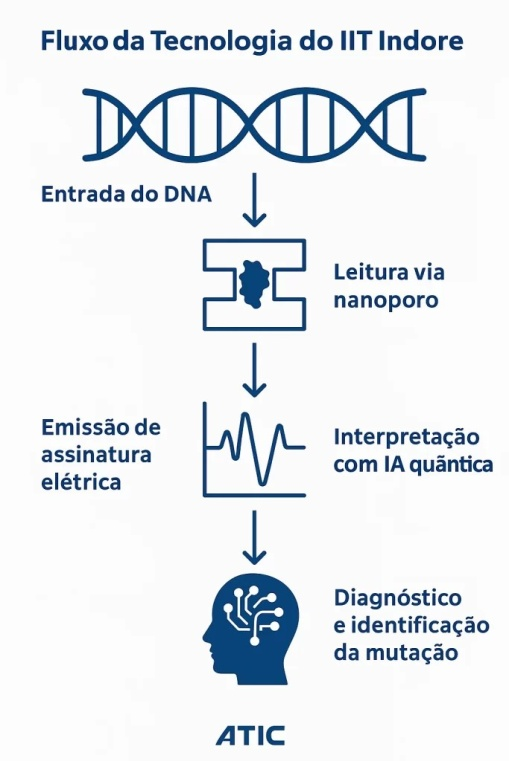 Fluxo da Tecnologia do IIT Indore
Entrada do DNA
Leitura via
nanoporo
Emissão de
assinatura
elétrica
Interpretação
com IA quãntica
Diagnóstico
e identificação
da mutação
ATIC